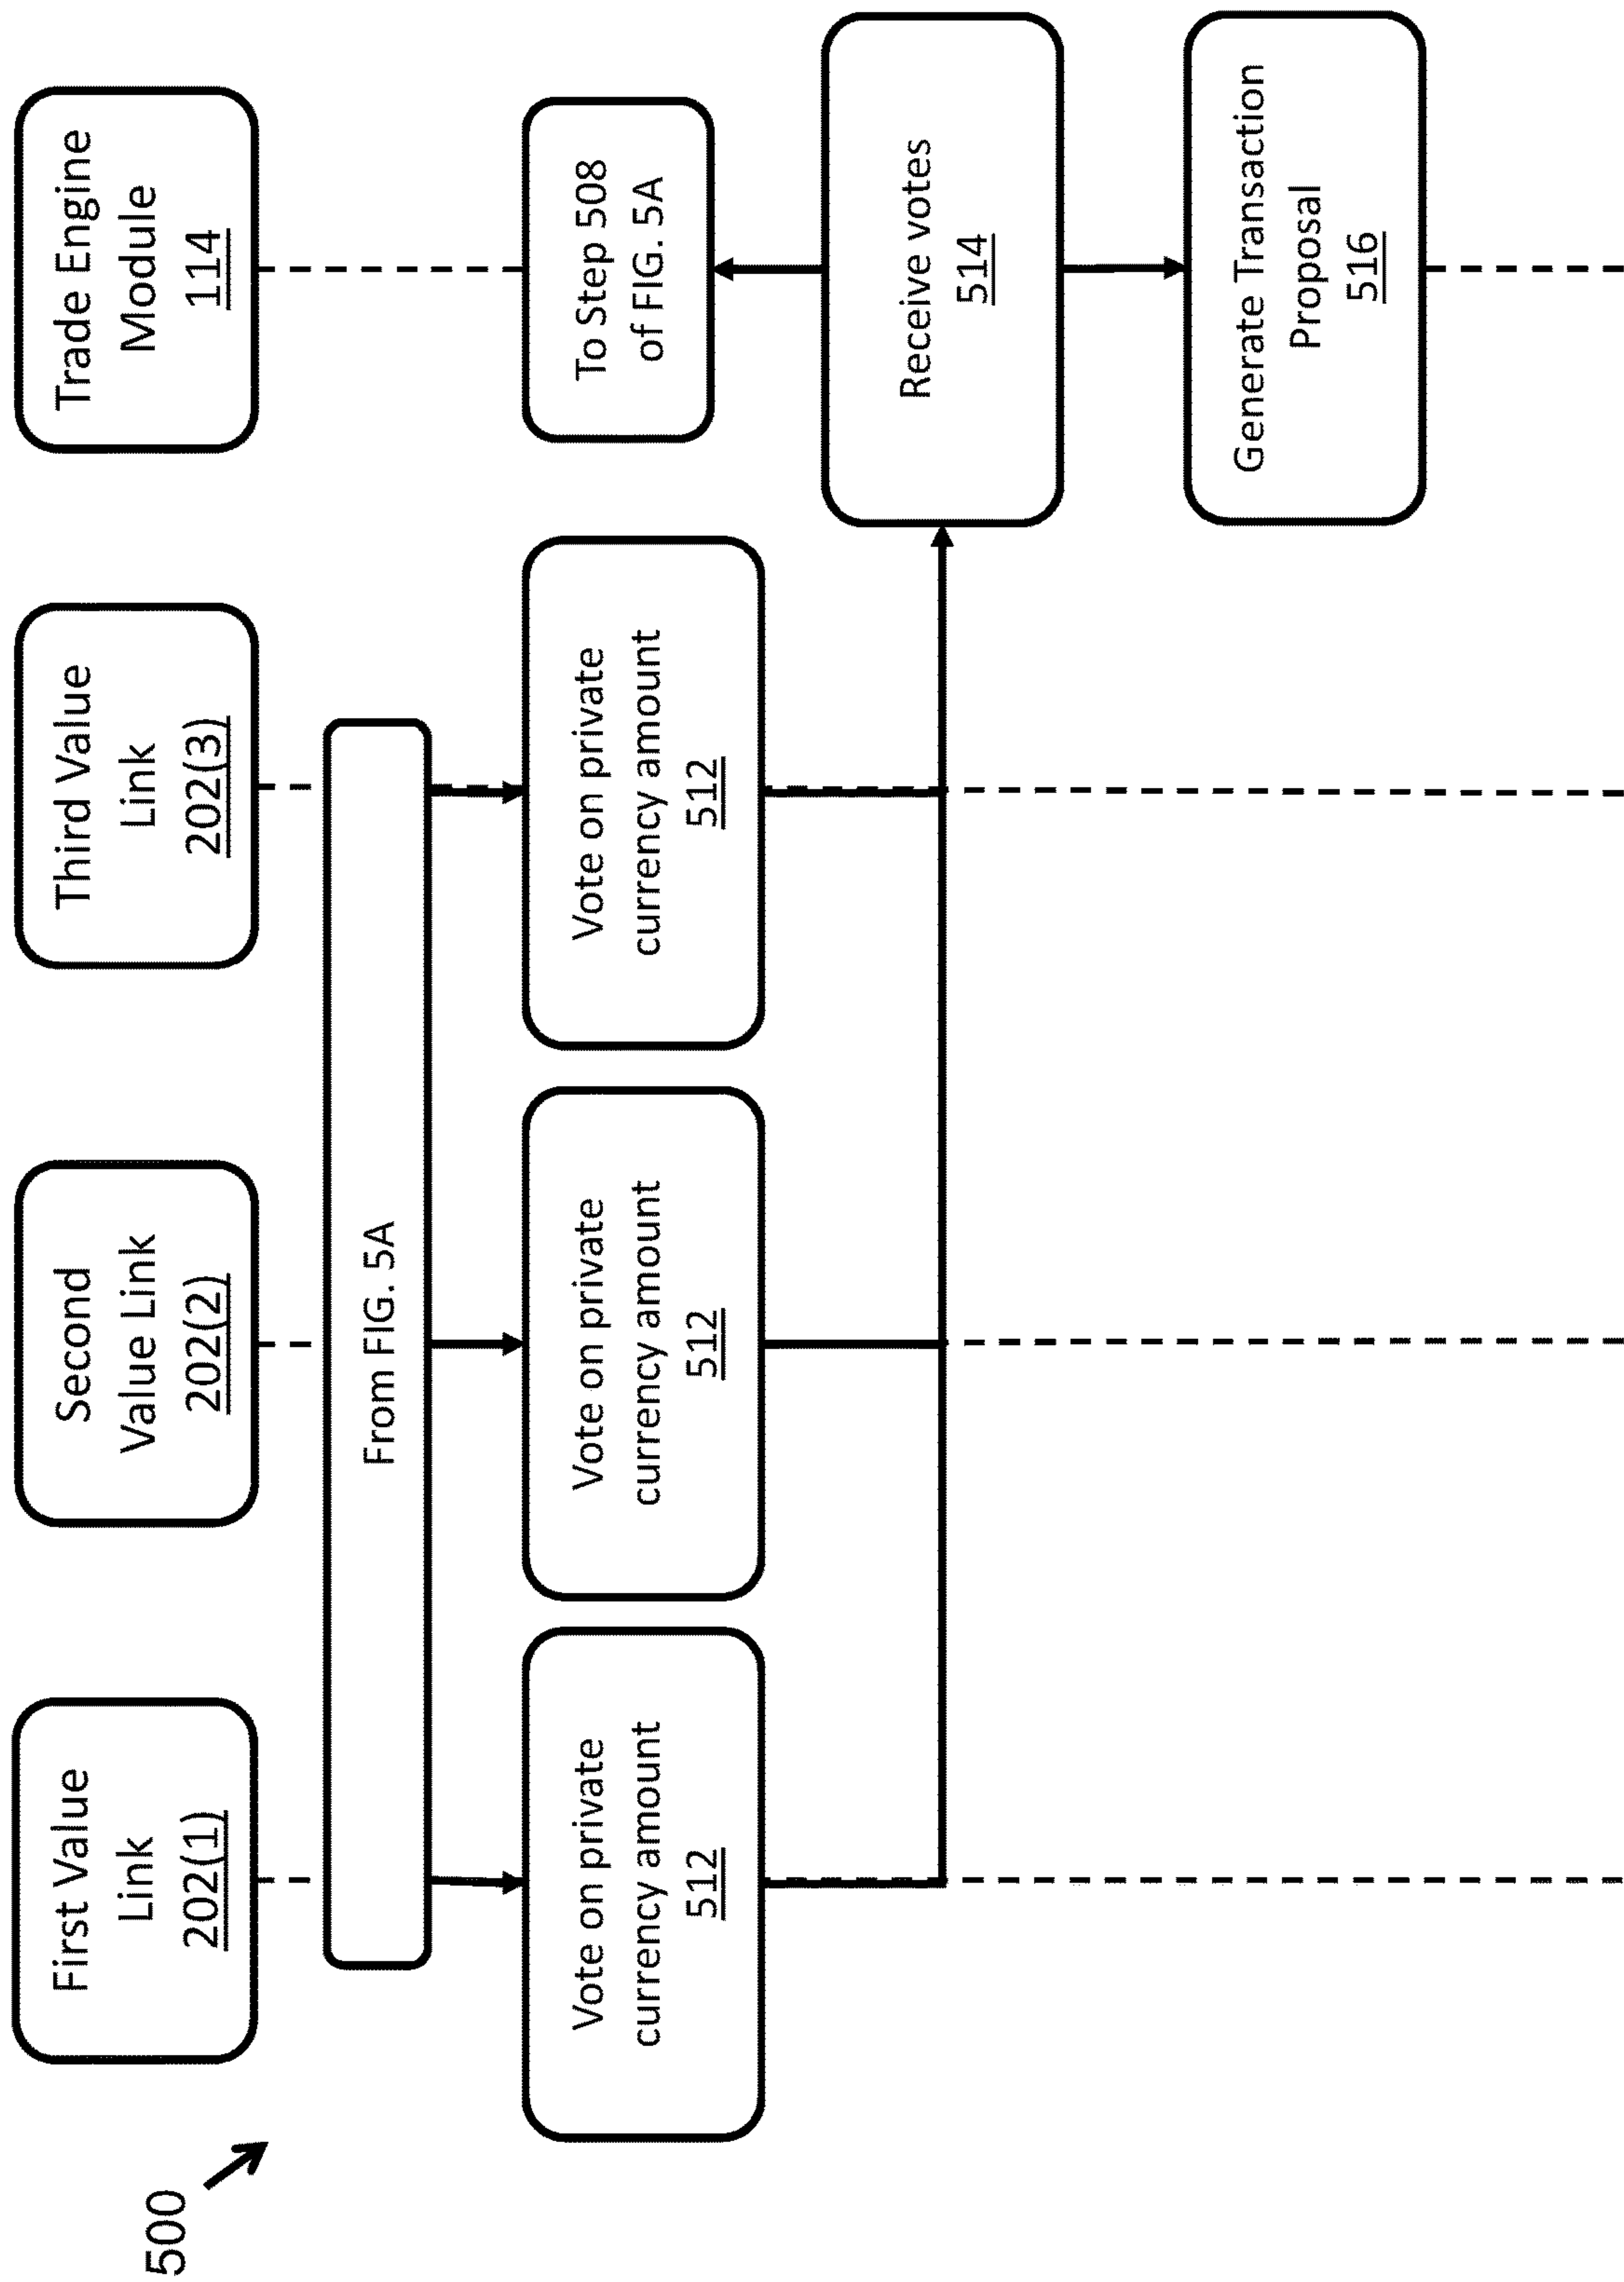 500
First Value
Link
202(1)
Second
Value Link
202(2)
Third Value
Link
202(3)
Trade Engine
Module
114
From FIG. 5A
To Step 508
of FIG. 5A
Vote on private
currency amount
512
Vote on private
currency amount
512
Vote on private
currency amount
512
Receive votes
514
Generate Transaction
Proposal
516